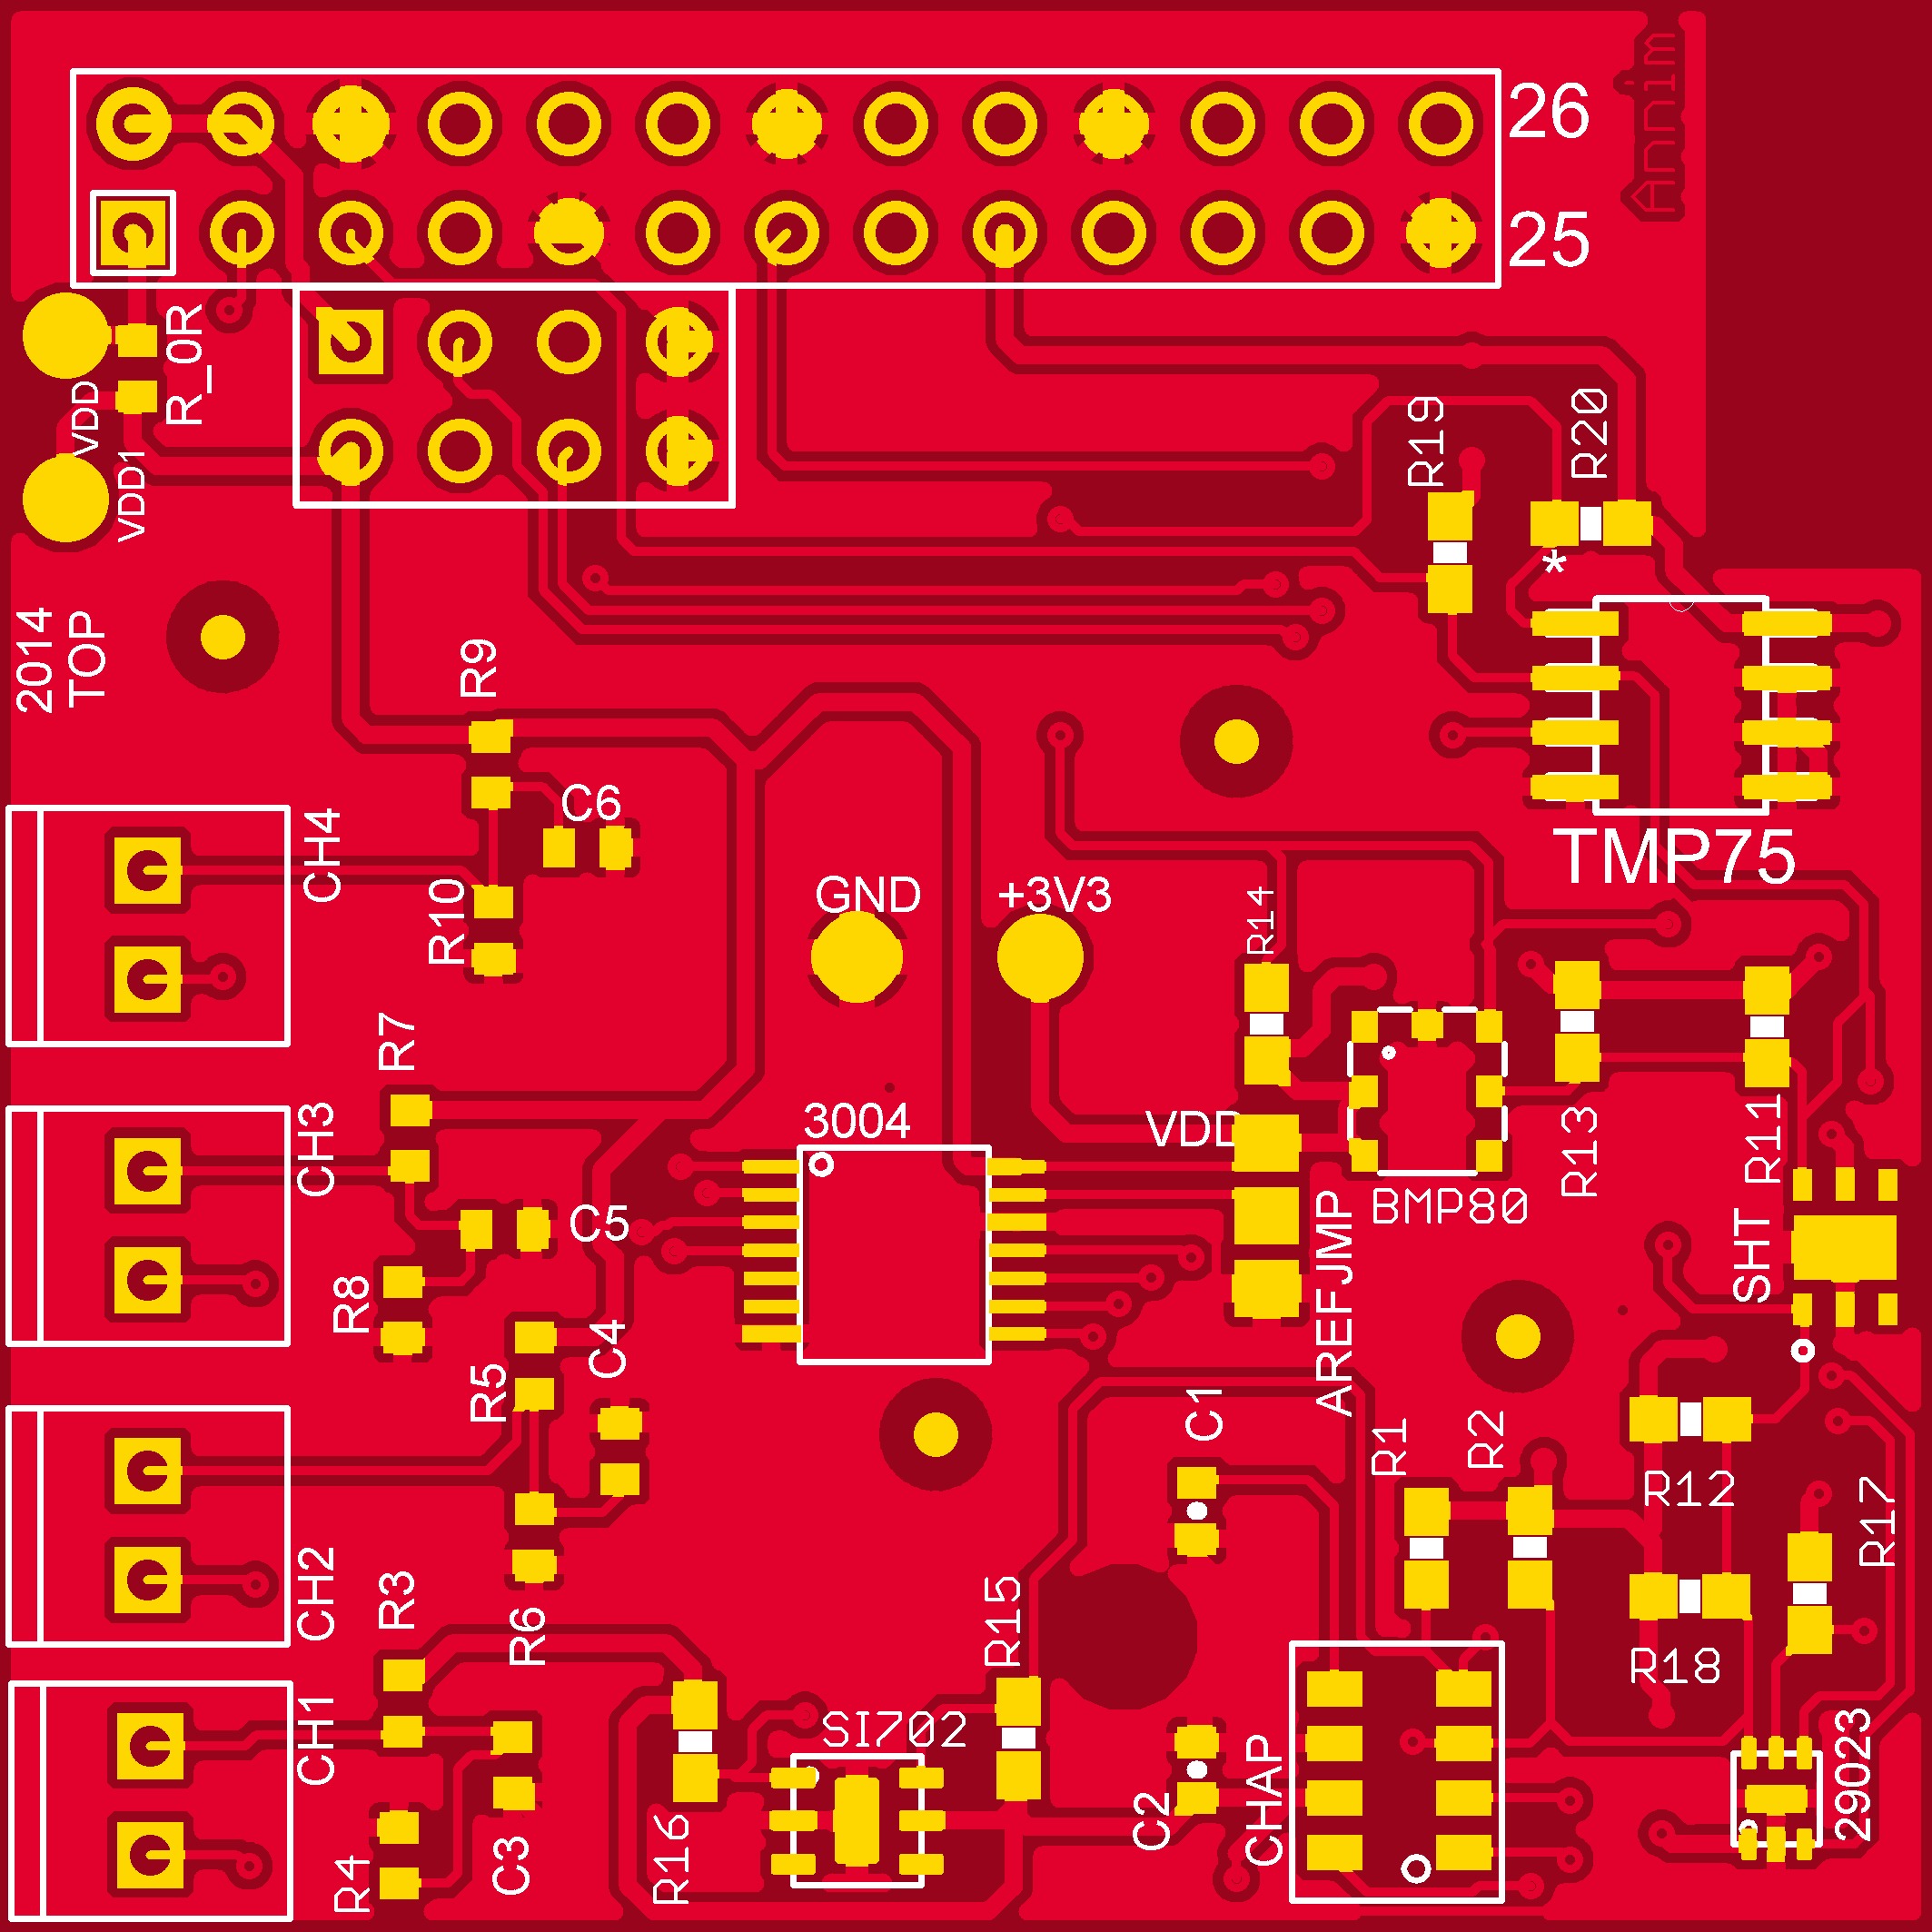 Annim
26
25
R_0R
VDD
VDD1
R19
R20
*
2014
TOP
R9
TMP75
C6
CH4
R10
GND
+3V3
R14
R7
3004
VDD
R13
R11
CH3
C5
BMP80
AREFJMP
SHT
R8
C4
R5
C1
R1
R2
R12
R17
CH2
R3
R6
R15
R18
CH1
SI702
CHAP
29023
C2
R16
C3
R4